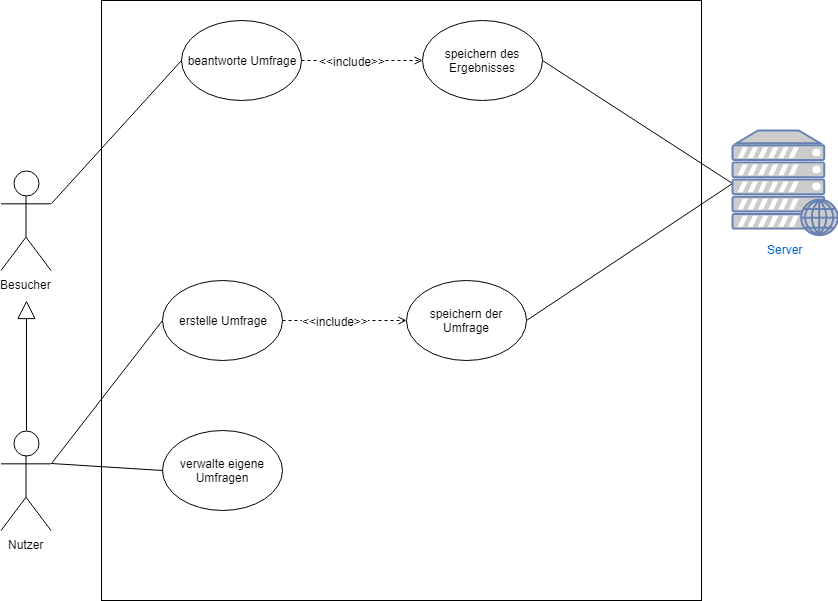 beantworte Umfrage
<<include>>
speichern des
Ergebnisses
Besucher
Server
erstelle Umfrage
<<include>>
speichern der
Umfrage
verwalte eigene
Umfragen
Nutzer